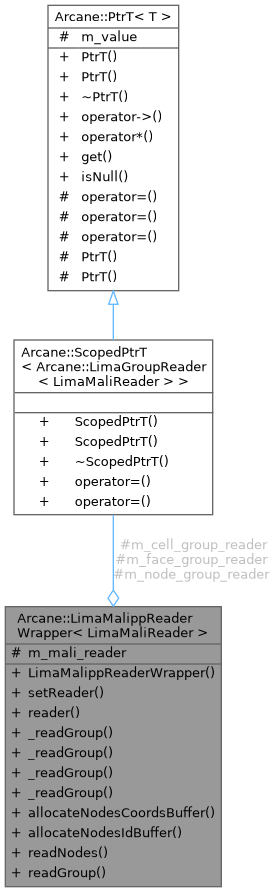 Arcane::PtrT< T >
# m_value
+ PtrT()
+ PtrT()
+ ~PtrT()
+ operator->()
+ operator*()
+ get()
+ isNull()
# operator=()
# operator=()
# operator=()
# PtrT()
# PtrT()
Arcane::ScopedPtrT
< Arcane::LimaGroupReader
< LimaMaliReader > >
+ ScopedPtrT()
+ ScopedPtrT()
+ ~ScopedPtrT()
+ operator=()
+ operator=()
#m_cell_group_reader
#m_face_group_reader
#m_node_group_reader
Arcane::LimaMalippReader
Wrapper< LimaMaliReader >
# m_mali_reader
+ LimaMalippReaderWrapper()
+ setReader()
+ reader()
+ _readGroup()
+ _readGroup()
+ _readGroup()
+ _readGroup()
+ allocateNodesCoordsBuffer()
+ allocateNodesIdBuffer()
+ readNodes()
+ readGroup()